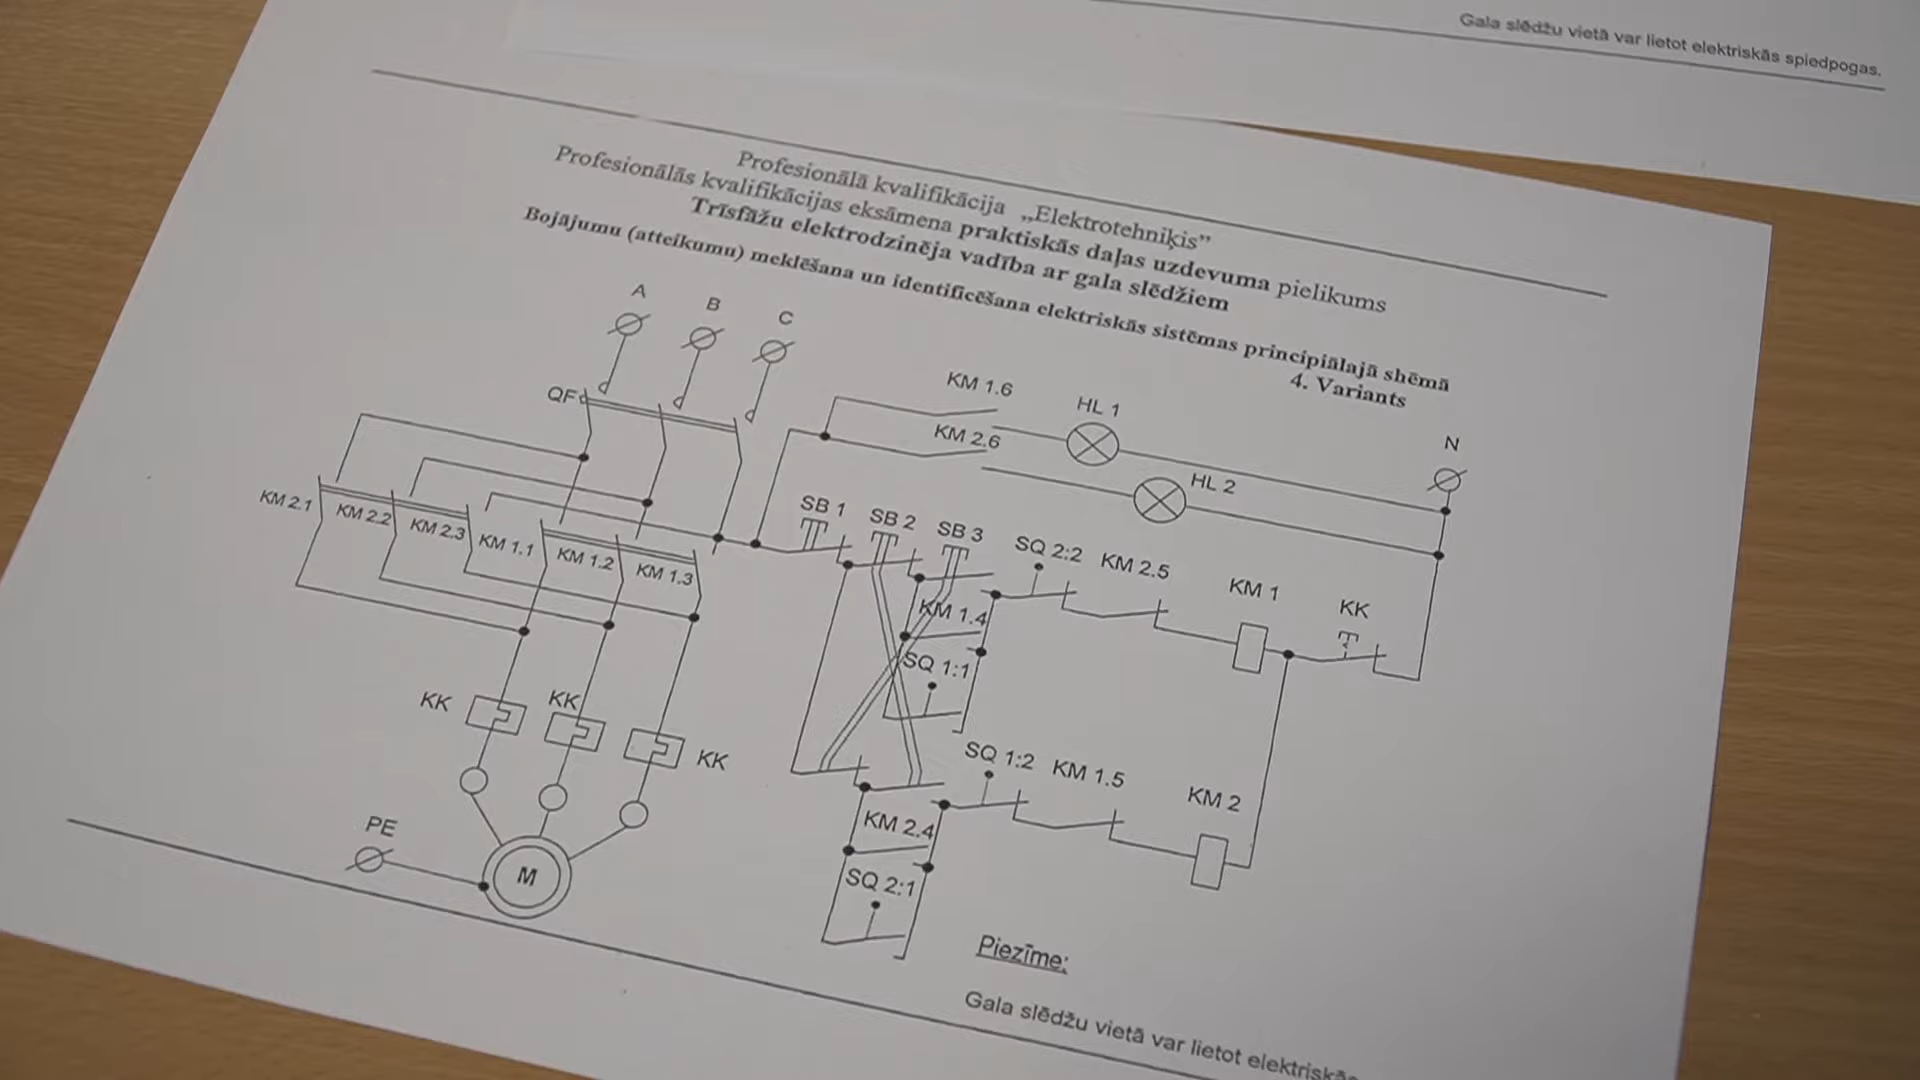 Gala slēdžu vietā var lietot elektriskās spiedpogas.
Profesionālā kvalifikācija „Elektrotehniķis”
Profesionālās kvalifikācijas eksāmena praktiskās daļas uzdevuma pielikums
Trīsfāžu elektrodzinēja vadība ar gala slēdžiem
Bojājumu (atteikumu) meklēšana un identificēšana elektriskās sistēmas principiālajā shēmā
4. Variants
A
B
C
QF
KM 1.6
HL 1
N
KM 2.6
HL 2
KM 2.1
KM 2.2
KM 2.3
KM 1.1
KM 1.2
KM 1.3
SB 1
SB 2
SB 3
SQ 2:2
KM 2.5
KM 1
KK
KM 1.4
SQ 1:1
KK
KK
KK
SQ 1:2
KM 1.5
KM 2
PE
M
KM 2.4
SQ 2:1
Piezīme:
Gala slēdžu vietā var lietot elektriskās